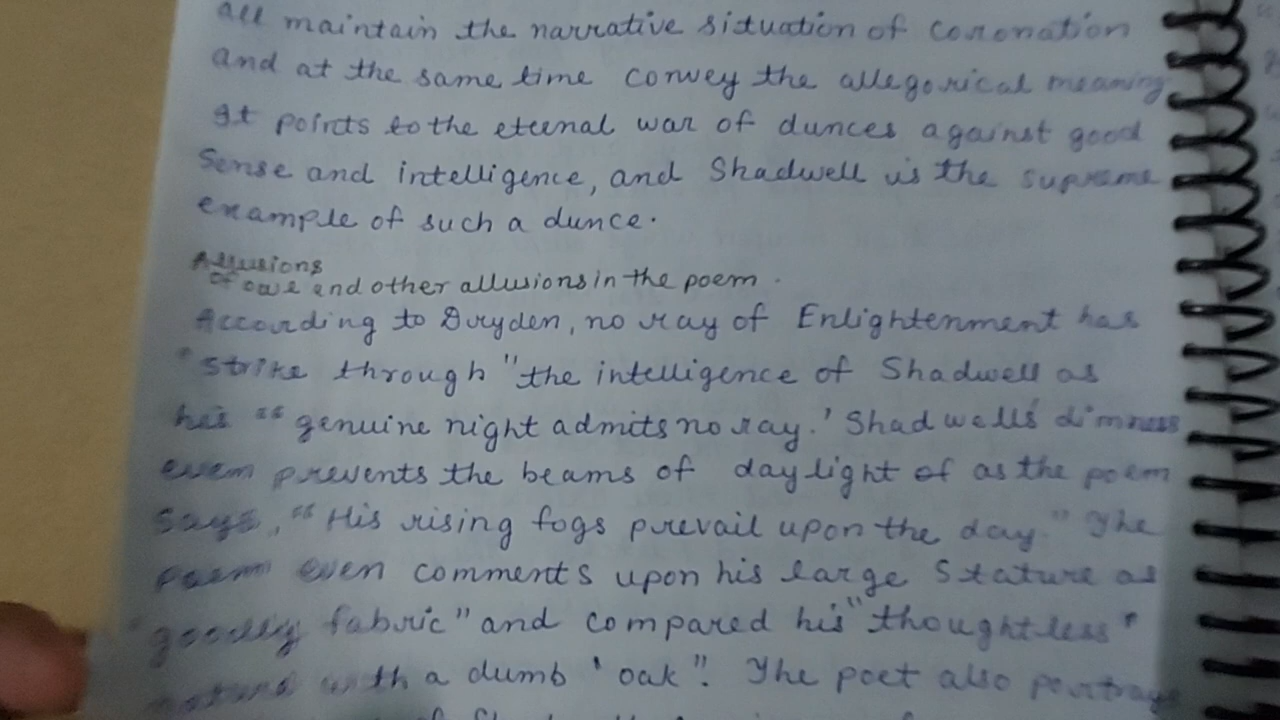 all maintain the narrative situation of coronation
and at the same time convey the allegorical meaning
It points to the eternal war of dunces against good
Sense and intelligence, and Shadwell is the supreme
example of such a dunce.
Allusions
of owl and other allusions in the poem.
According to Dryden, no ray of Enlightenment has
"strike through "the intelligence of Shadwell as
his "genuine night admits no ray.' Shadwells' dimness
even prevents the beams of daylight of as the poem
says, "His rising fogs prevail upon the day." The
poem even comments upon his large Stature as
"goodly fabric" and compared his "thoughtless"
nature with a dumb 'oak". The poet also portrays